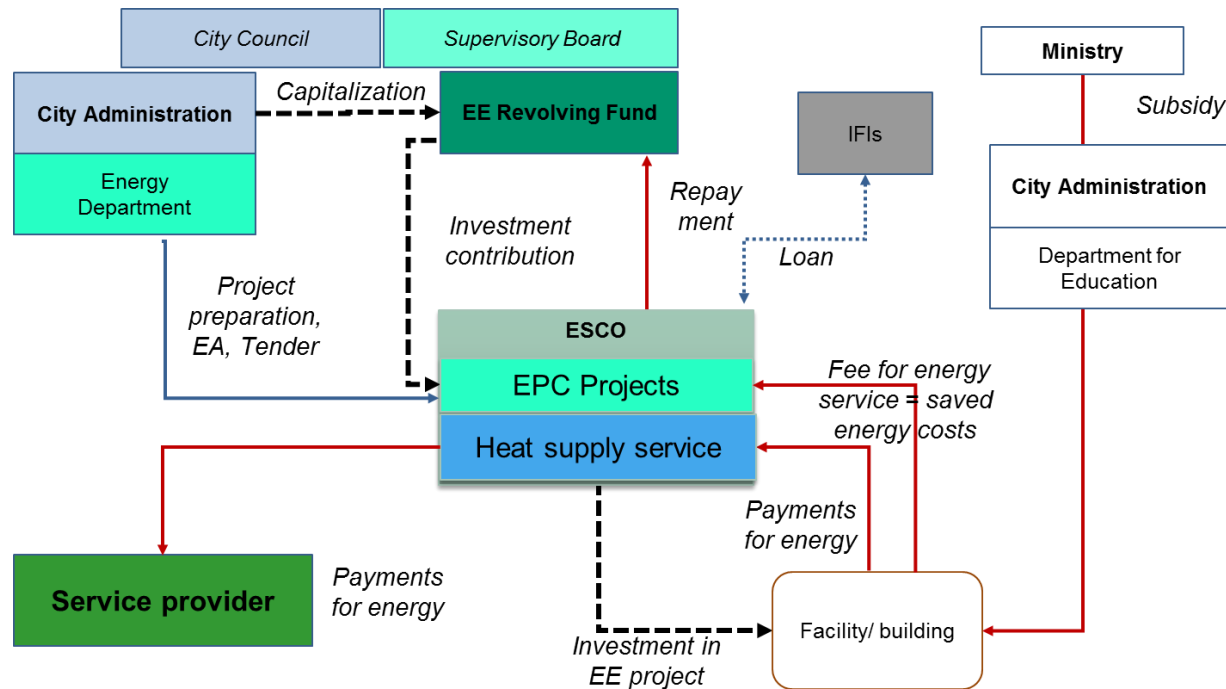 City Council
Supervisory Board
City Administration
Energy
Department
Capitalization
EE Revolving Fund
IFIs
Ministry
Subsidy
City Administration
Department for
Education
Repay
ment
Investment
contribution
Loan
Project
preparation,
EA, Tender
ESCO
EPC Projects
Heat supply service
Fee for energy
service = saved
energy costs
Payments
for energy
Service provider
Payments
for energy
Investment in
EE project
Facility/ building